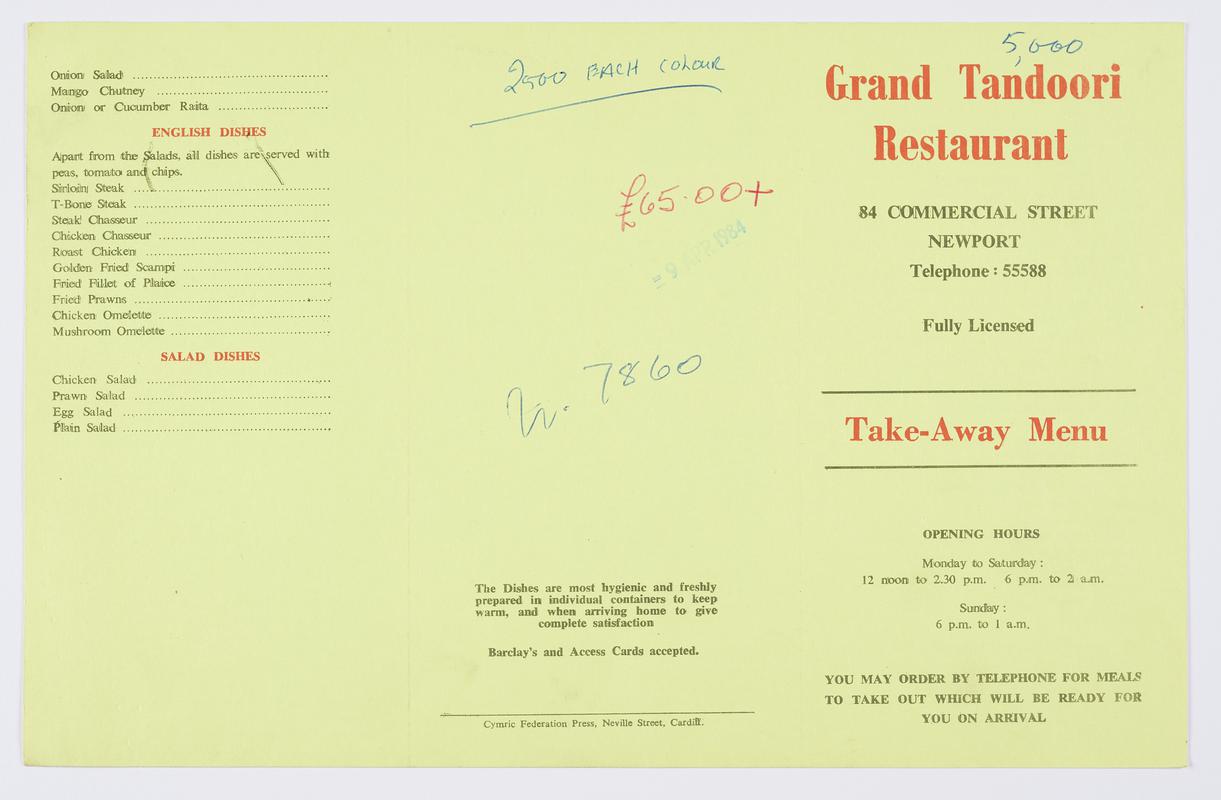 Onion Salad
Mango Chutney
Onion or Cucumber Raita
ENGLISH DISHES
Apart from the Salads, all dishes are served with
peas, tomato and chips.
Sirloin Steak
T-Bone Steak
Steak Chasseur
Chicken Chasseur
Roast Chicken
Golden Fried Scampi
Fried Fillet of Plaice
Fried Prawns
Chicken Omelette
Mushroom Omelette
SALAD DISHES
Chicken Salad
Prawn Salad
Egg Salad
Plain Salad
2500 EACH COLOUR
£65.00+
= 9 APR 1984
7860
The Dishes are most hygienic and freshly
prepared in individual containers to keep
warm, and when arriving home to give
complete satisfaction
Barclay's and Access Cards accepted.
Cymric Federation Press, Neville Street, Cardiff.
5,000
Grand Tandoori
Restaurant
84 COMMERCIAL STREET
NEWPORT
Telephone : 55588
Fully Licensed
Take-Away Menu
OPENING HOURS
Monday to Saturday :
12 noon to 2.30 p.m. 6 p.m. to 2 a.m.
Sunday :
6 p.m. to 1 a.m.
YOU MAY ORDER BY TELEPHONE FOR MEALS
TO TAKE OUT WHICH WILL BE READY FOR
YOU ON ARRIVAL